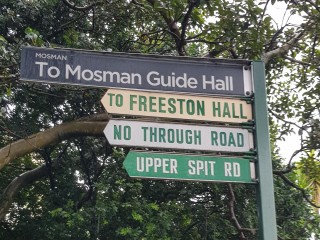 MOSMAN
To Mosman Guide Hall
TO FREESTON HALL
NO THROUGH ROAD
UPPER SPIT RD